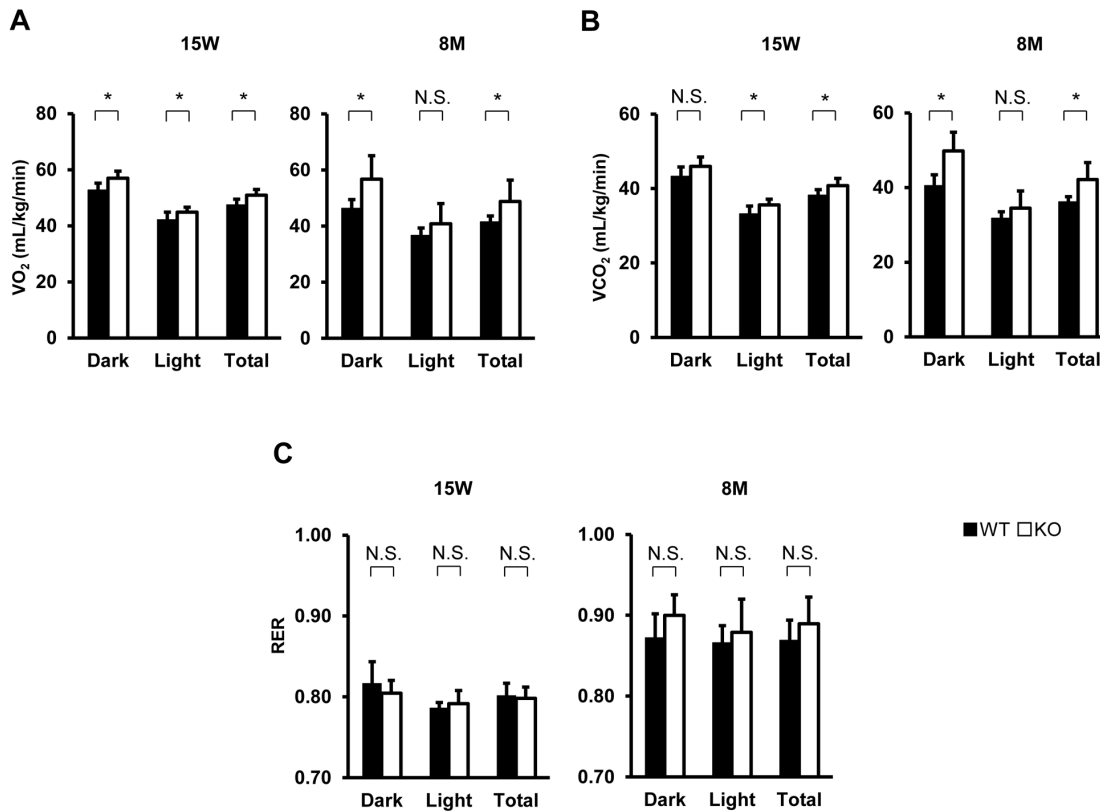 A
15W
8M
* * *
* N.S. *
VO2 (mL/kg/min)
80
60
40
20
0
Dark Light Total
80
60
40
20
0
Dark Light Total
B
15W
8M
N.S. * *
* N.S. *
VCO2 (mL/kg/min)
60
40
20
0
Dark Light Total
60
40
20
0
Dark Light Total
C
15W
8M
N.S. N.S. N.S.
N.S. N.S. N.S.
RER
1.00
0.90
0.80
0.70
Dark Light Total
1.00
0.90
0.80
0.70
Dark Light Total
WT KO